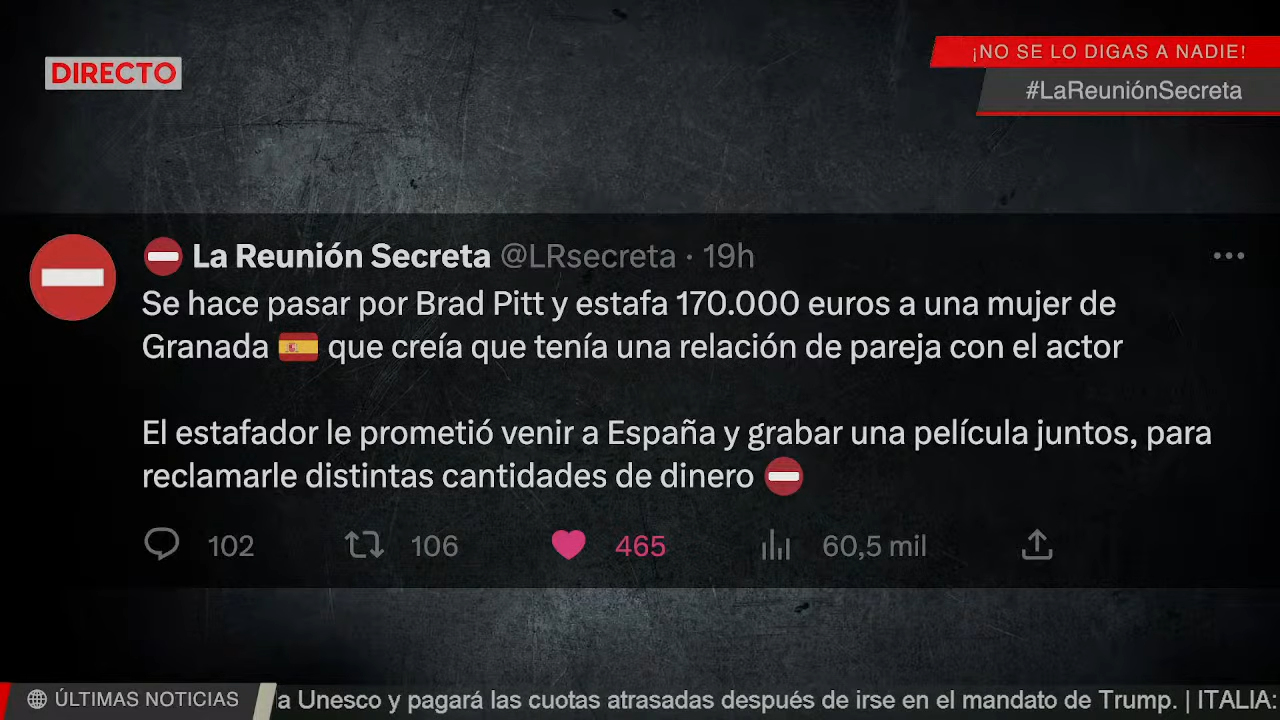 DIRECTO
¡NO SE LO DIGAS A NADIE!
#LaReuniónSecreta
La Reunión Secreta @LRsecreta · 19h
Se hace pasar por Brad Pitt y estafa 170.000 euros a una mujer de
Granada 🇪🇸 que creía que tenía una relación de pareja con el actor
El estafador le prometió venir a España y grabar una película juntos, para
reclamarle distintas cantidades de dinero ⛔
102 106 465 60,5 mil
ÚLTIMAS NOTICIAS a Unesco y pagará las cuotas atrasadas después de irse en el mandato de Trump. | ITALIA: